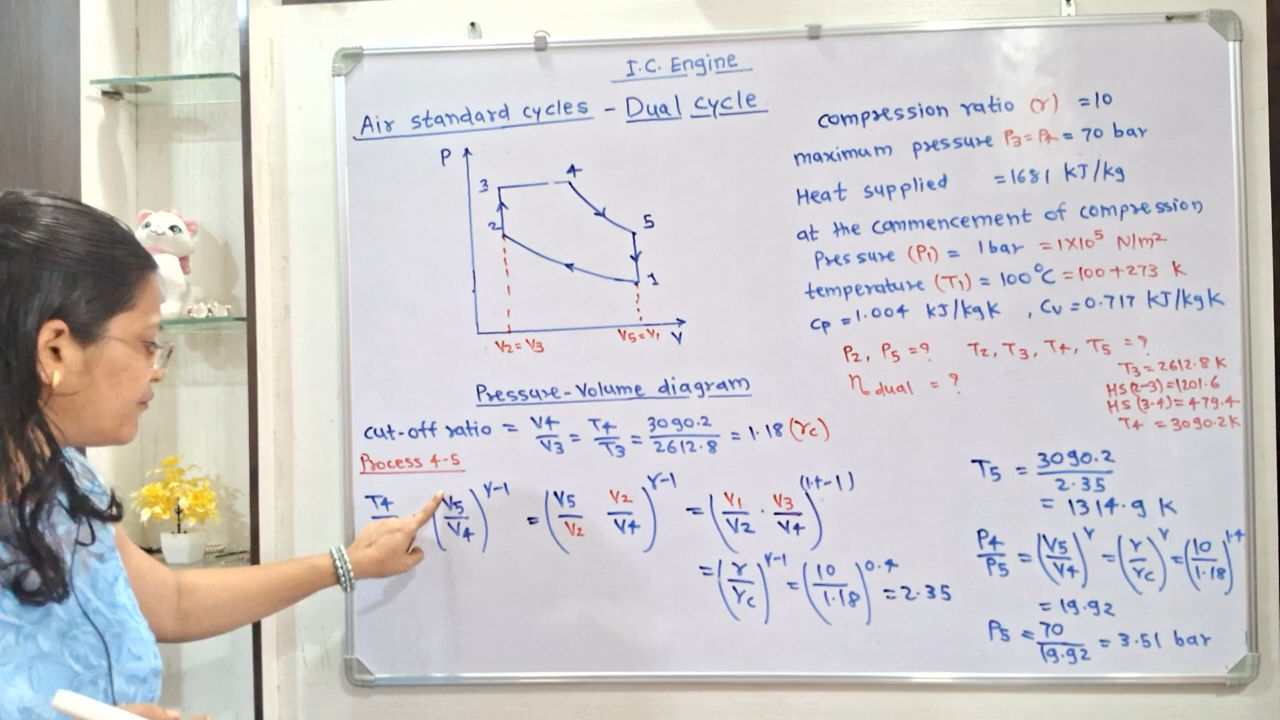 I.C. Engine
Air standard cycles - Dual Cycle
P
3
4
2
5
1
V2 = V3
V5 = V1
V
Pressure-Volume diagram
compression ratio (r) = 10
maximum pressure P3 = P4 = 70 bar
Heat supplied = 1681 KJ/kg
at the commencement of compression
Pressure (P1) = 1 bar = 1×10⁵ N/m²
temperature (T1) = 100°C = 100+273 K
Cp = 1.004 KJ/kgK , Cv = 0.717 KJ/kgK
P2, P5 = ? T2, T3, T4, T5 = ?
η dual = ?
T3 = 2612.8 K
HS(2-3) = 1201.6
HS(3-4) = 479.4
T4 = 3090.2K
cut-off ratio = V4/V3 = T4/T3 = 3090.2/2612.8 = 1.18 (rc)
Process 4-5
T4 (V5/V4)^γ-1 = (V5/V2 V2/V4)^γ-1 = (V1/V2 . V3/V4)^(1.4-1)
= (r/rc)^γ-1 = (10/1.18)^0.4 = 2.35
T5 = 3090.2/2.35
= 1314.9 K
P4/P5 = (V5/V4)^γ = (r/rc)^γ = (10/1.18)^1.4
= 19.92
P5 = 70/19.92 = 3.51 bar